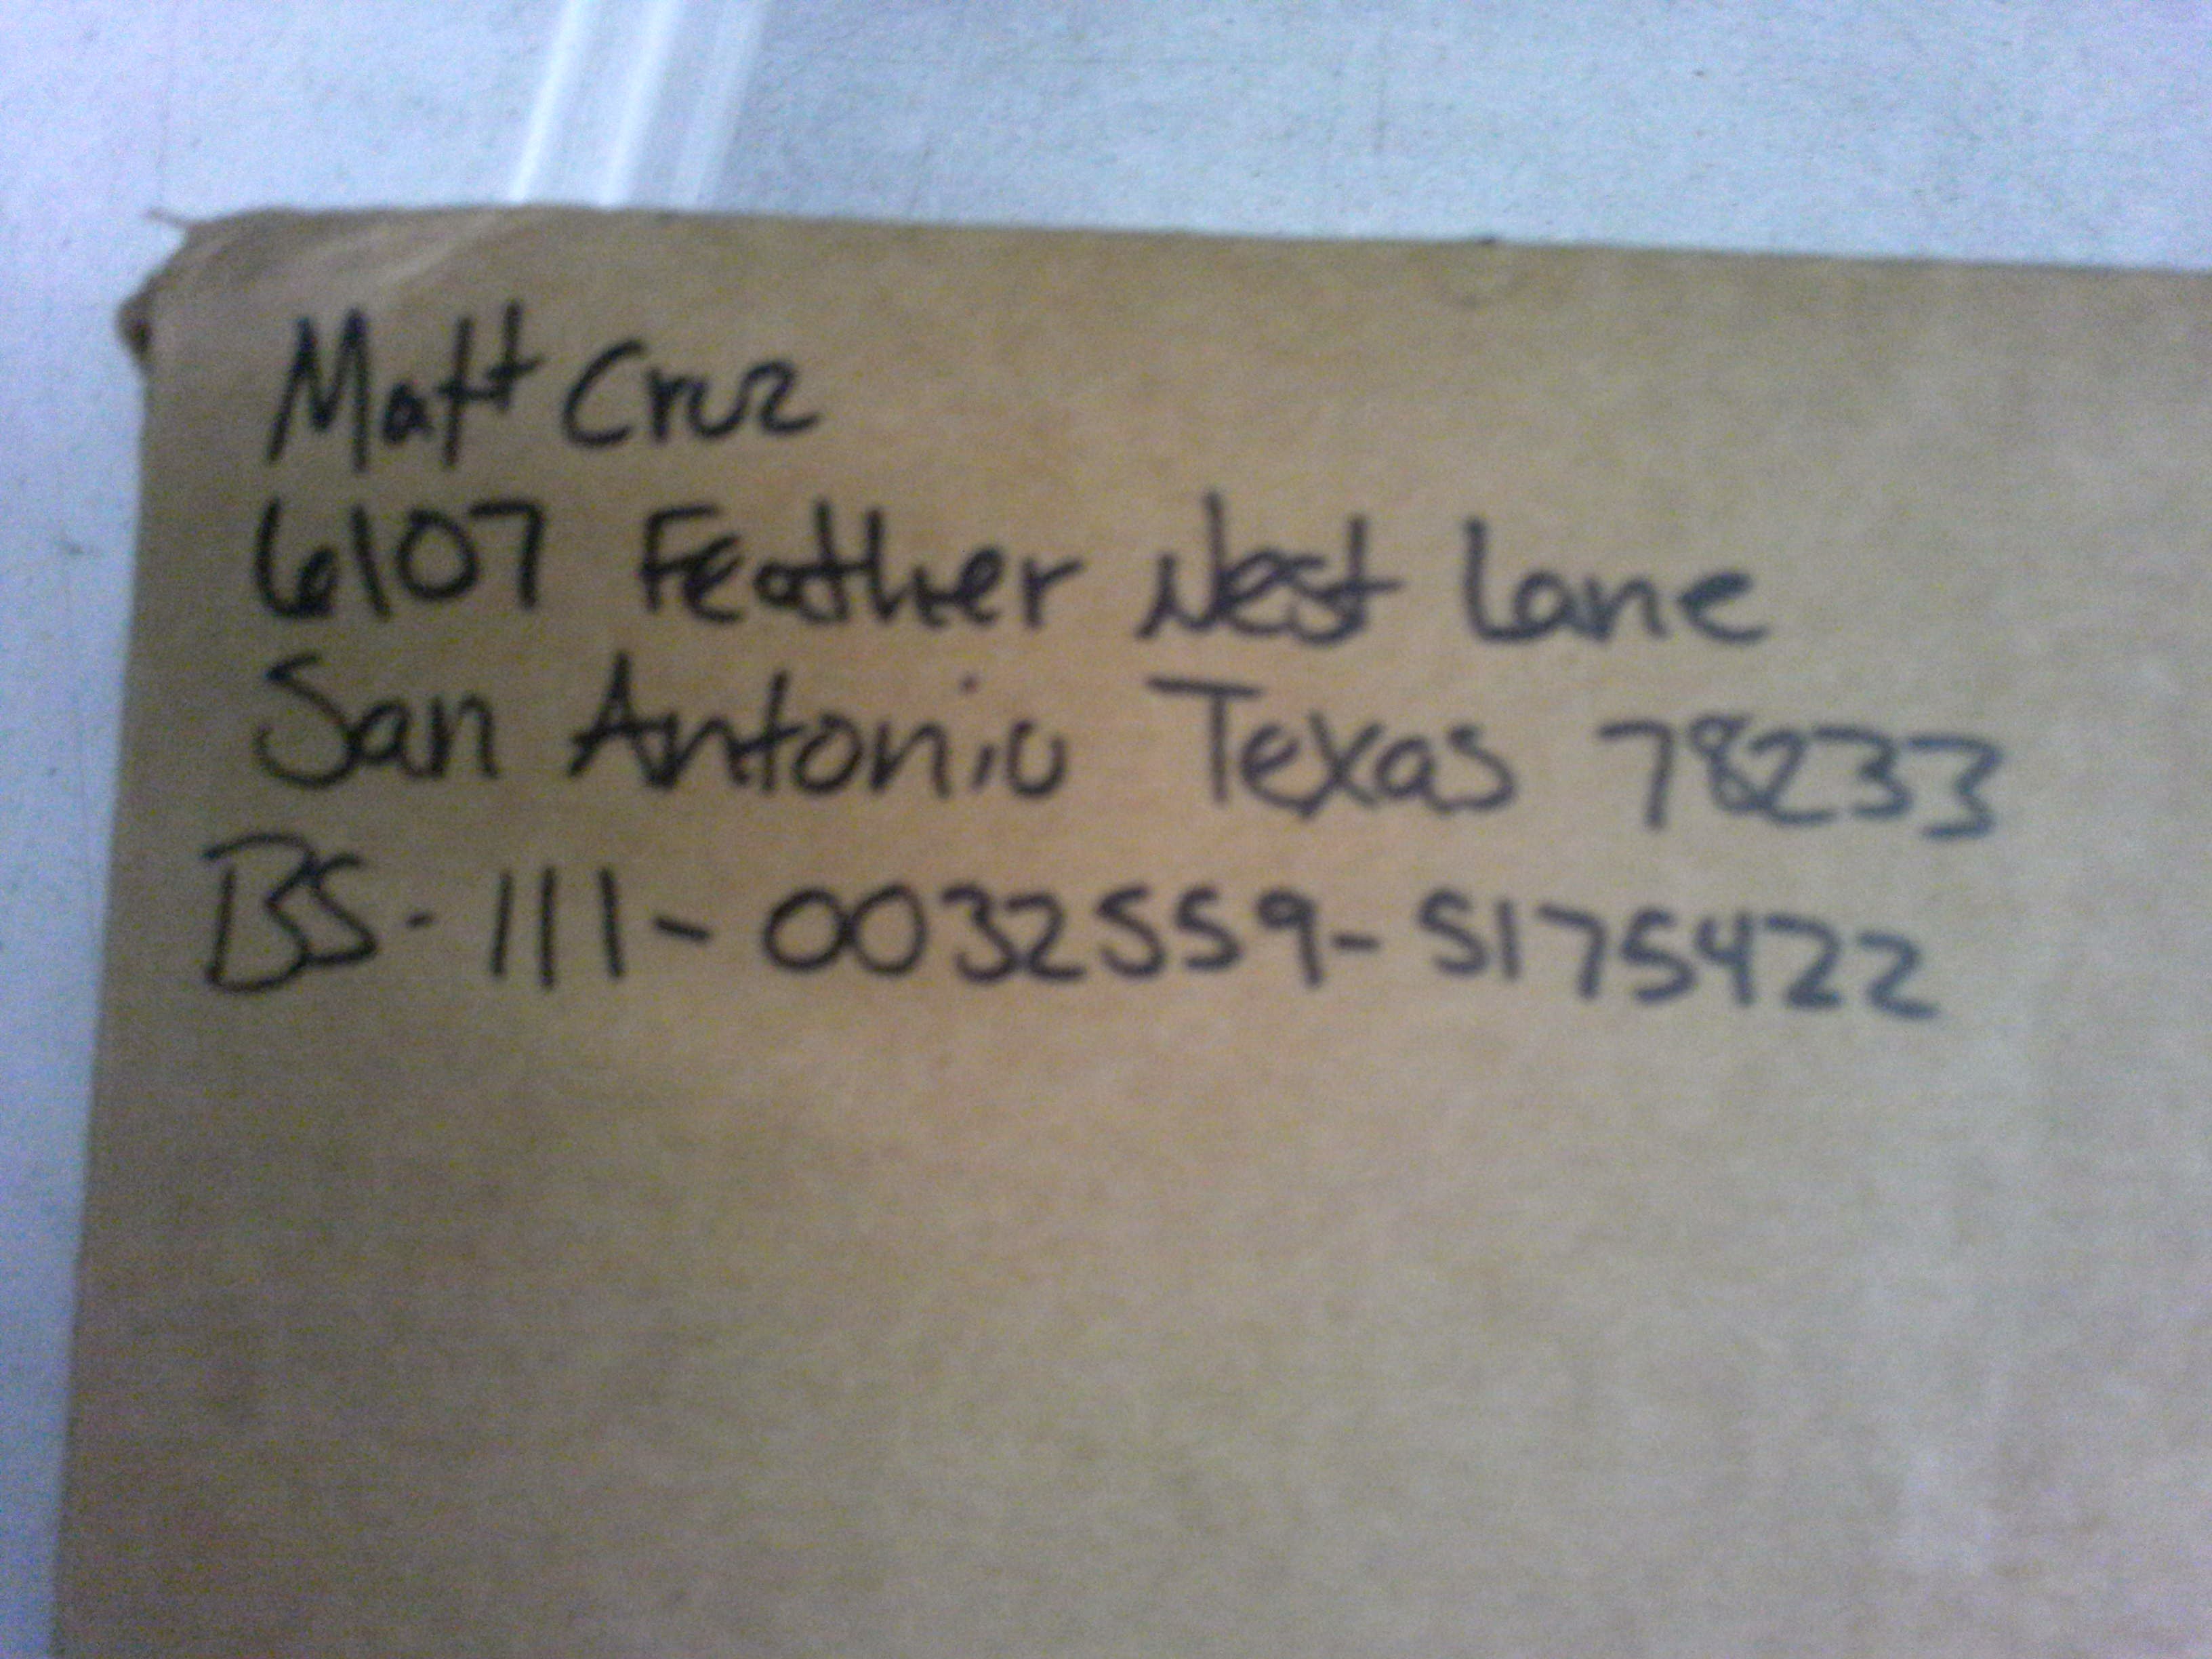 Matt Cruz
6107 Feather Nest Lane
San Antonio Texas 78233
BS-111-0032559-5175422